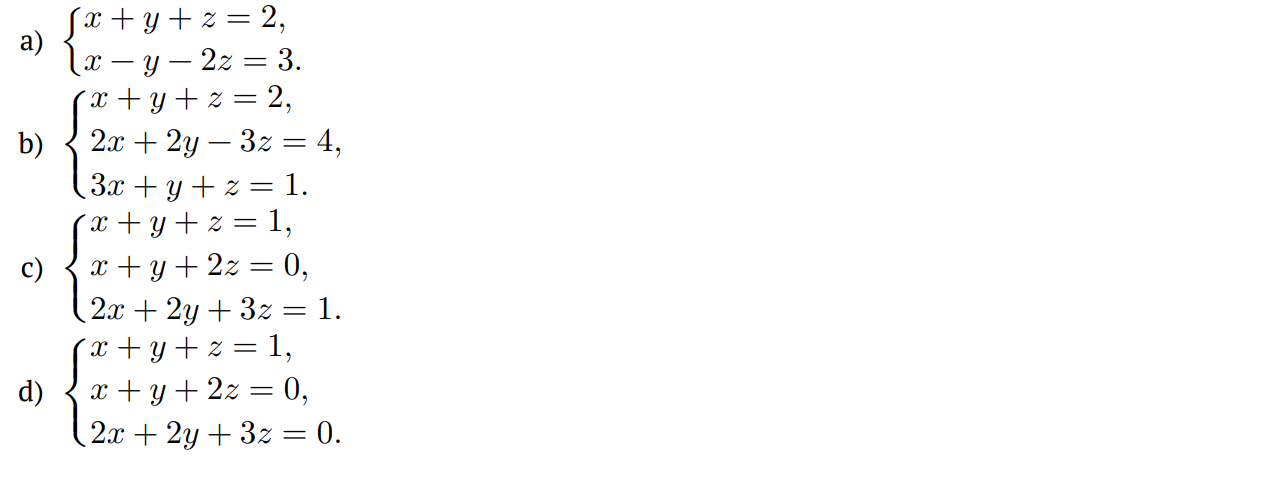 a) { x + y + z = 2,
x − y − 2z = 3.
b) { x + y + z = 2,
2x + 2y − 3z = 4,
3x + y + z = 1.
c) { x + y + z = 1,
x + y + 2z = 0,
2x + 2y + 3z = 1.
d) { x + y + z = 1,
x + y + 2z = 0,
2x + 2y + 3z = 0.